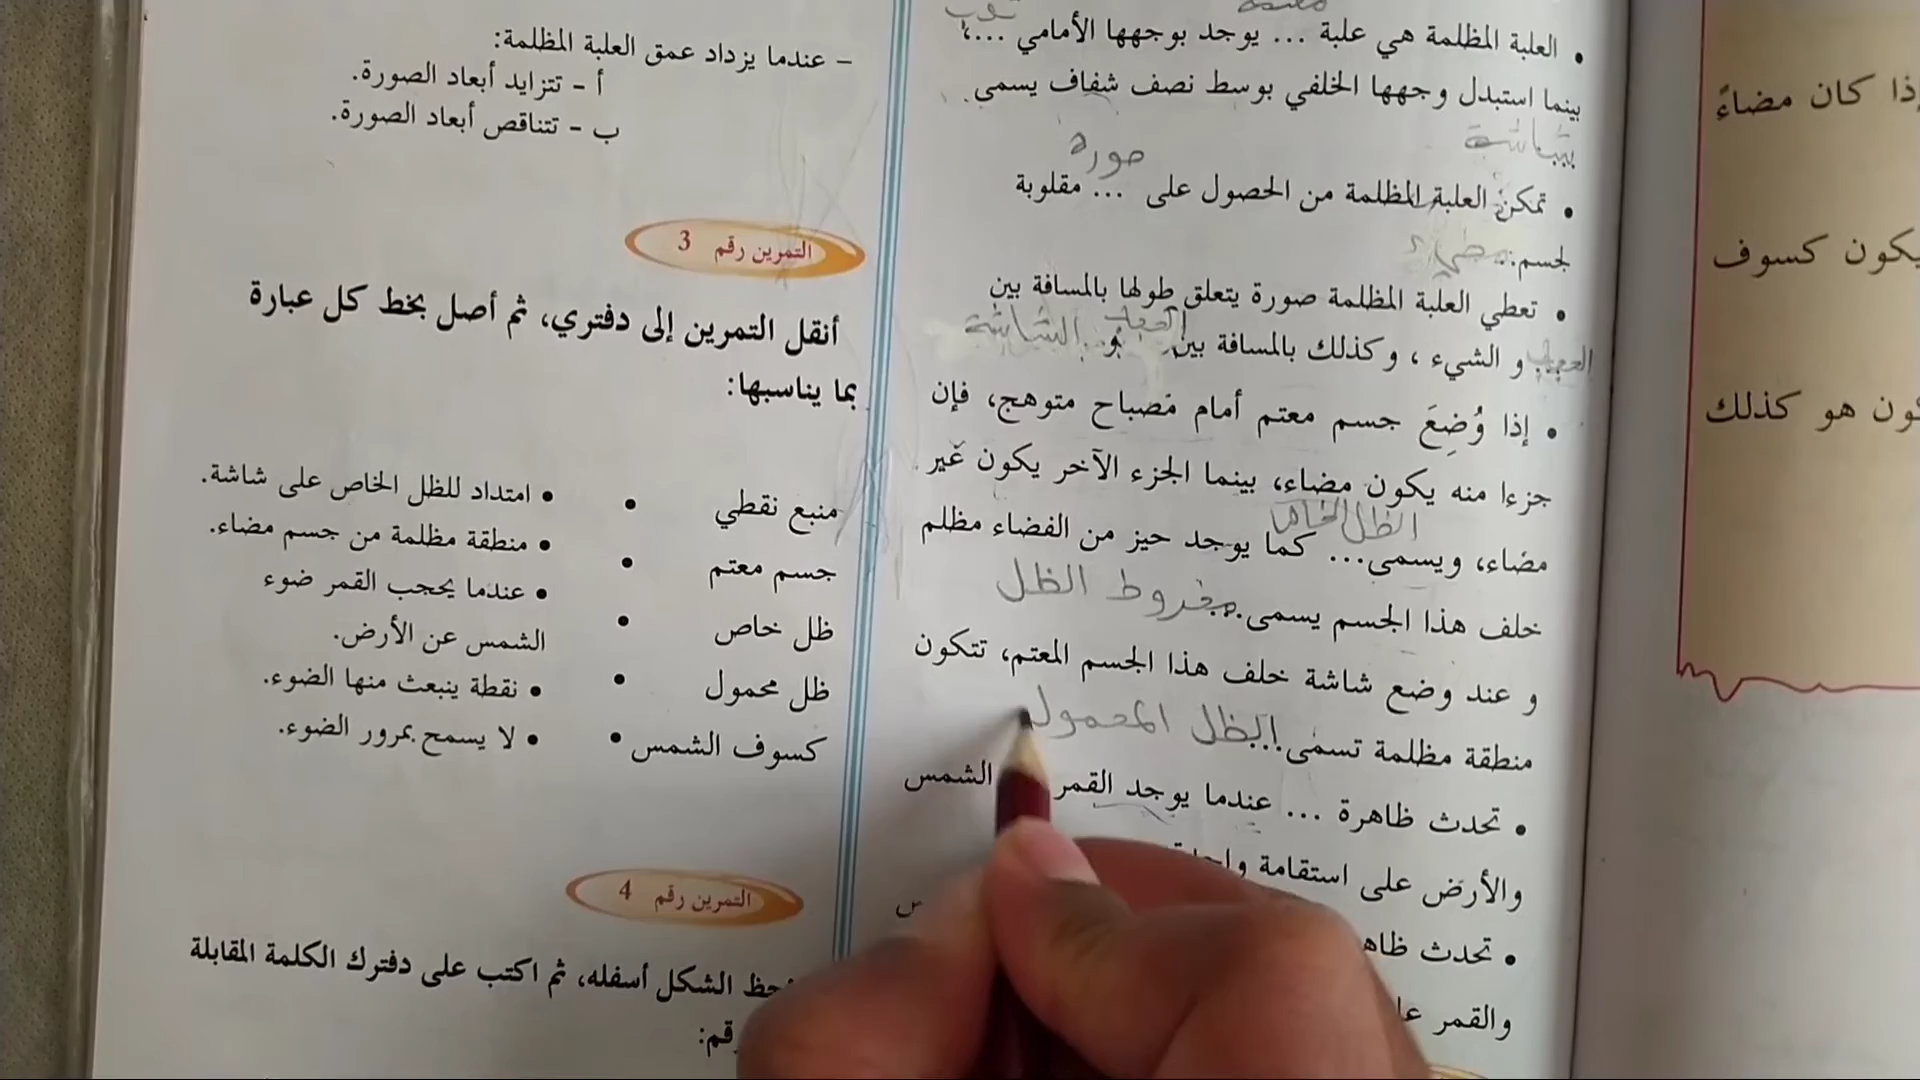 معتمة
ثوب
• العلبة المظلمة هي علبة ... يوجد بوجهها الأمامي ...،
بينما استبدل وجهها الخلفي بوسط نصف شفاف يسمى
بشاشة
صورة
• تمكن العلبة المظلمة من الحصول على ... مقلوبة
لجسم... مضيء
• تعطي العلبة المظلمة صورة يتعلق طولها بالمسافة بين
و الشيء ، وكذلك بالمسافة بين و الشاشة
• إذا وُضِعَ جسم معتم أمام مصباح متوهج، فإن
جزءا منه يكون مضاء، بينما الجزء الآخر يكون غير
الظل الخاص
مضاء، ويسمى... كما يوجد حيز من الفضاء مظلم
خلف هذا الجسم يسمى... مخروط الظل
و عند وضع شاشة خلف هذا الجسم المعتم، تتكون
منطقة مظلمة تسمى... الظل المحمول
• تحدث ظاهرة ... عندما يوجد القمر الشمس
والأرض على استقامة
• تحدث
والقمر
– عندما يزداد عمق العلبة المظلمة:
أ – تتزايد أبعاد الصورة.
ب – تتناقص أبعاد الصورة.
التمرين رقم 3
أنقل التمرين إلى دفتري، ثم أصل بخط كل عبارة
بما يناسبها:
منبع نقطي • • امتداد للظل الخاص على شاشة.
جسم معتم • • منطقة مظلمة من جسم مضاء.
ظل خاص • • عندما يحجب القمر ضوء
الشمس عن الأرض.
ظل محمول • • نقطة ينبعث منها الضوء.
كسوف الشمس • • لا يسمح بمرور الضوء.
التمرين رقم 4
الشكل أسفله، ثم اكتب على دفترك الكلمة المقابلة
رقم:
إذا كان مضاءً
يكون كسوف
هو كذلك